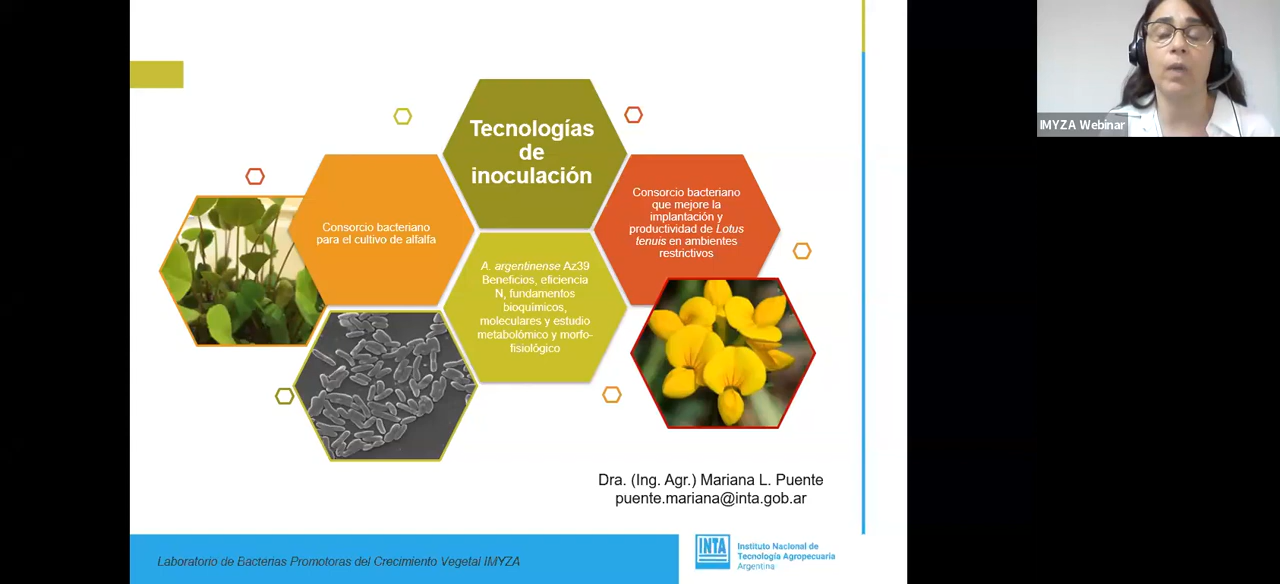 Tecnologías
de
inoculación
Consorcio bacteriano
para el cultivo de alfalfa
Consorcio bacteriano
que mejore la
implantación y
productividad de Lotus
tenuis en ambientes
restrictivos
A. argentinense Az39
Beneficios, eficiencia
N, fundamentos
bioquímicos,
moleculares y estudio
metabolómico y morfo-
fisiológico
Dra. (Ing. Agr.) Mariana L. Puente
puente.mariana@inta.gob.ar
Laboratorio de Bacterias Promotoras del Crecimiento Vegetal IMYZA
INTA
Instituto Nacional de
Tecnología Agropecuaria
Argentina
IMYZA Webinar